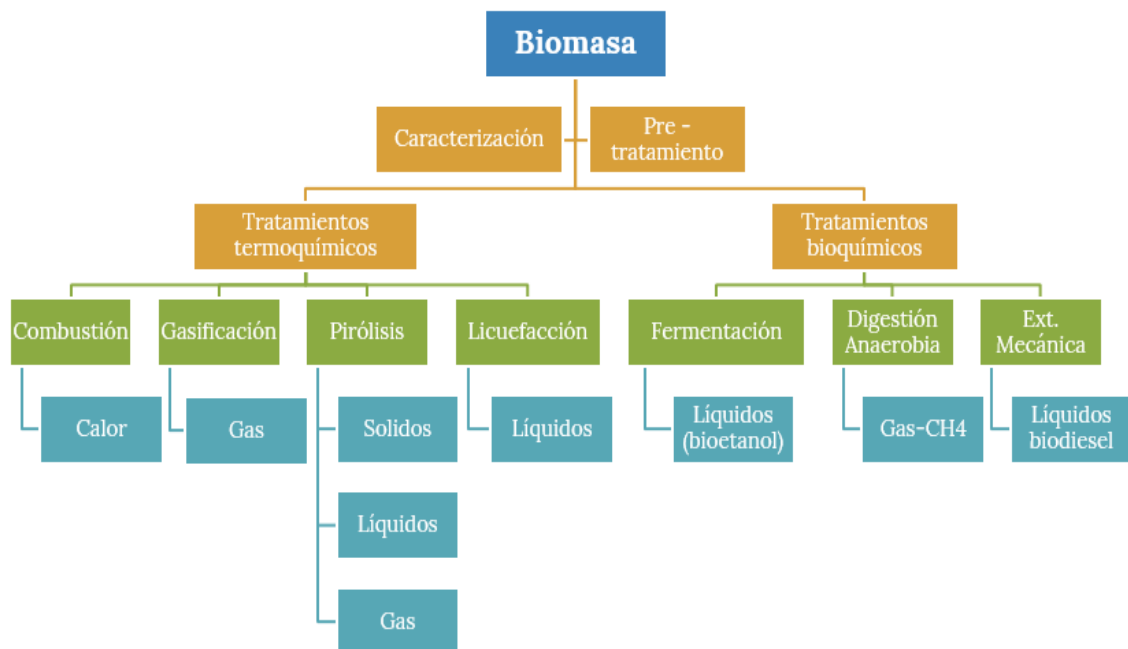 Biomasa
Caracterización
Pre -
tratamiento
Tratamientos
termoquímicos
Tratamientos
bioquímicos
Combustión
Gasificación
Pirólisis
Licuefacción
Fermentación
Digestión
Anaerobia
Ext.
Mecánica
Calor
Gas
Solidos
Líquidos
Líquidos
(bioetanol)
Gas-CH4
Líquidos
biodiesel
Líquidos
Gas